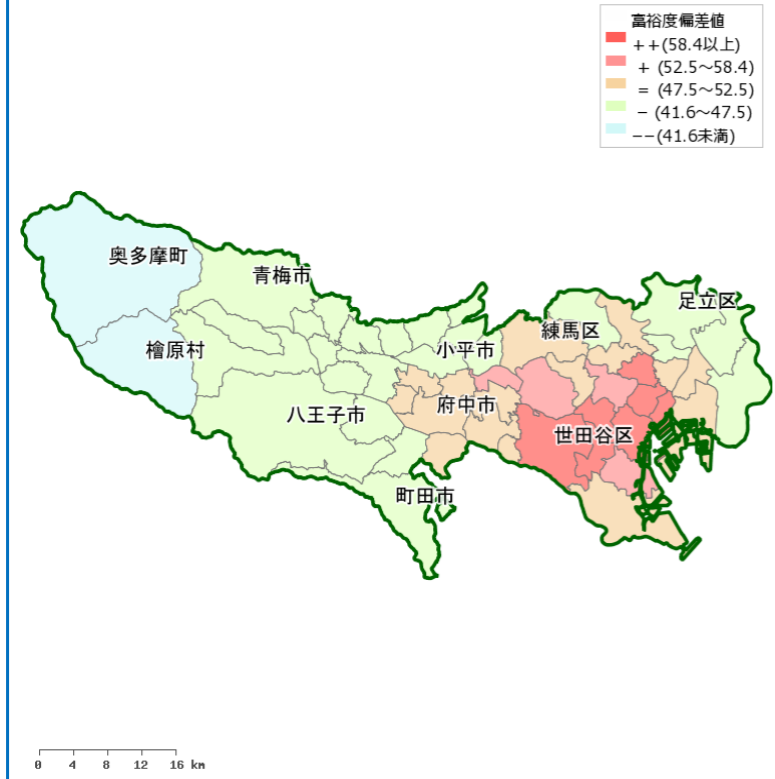 富裕度偏差値
++(58.4以上)
+ (52.5～58.4)
= (47.5～52.5)
− (41.6～47.5)
−−(41.6未満)
奥多摩町
青梅市
足立区
練馬区
檜原村
小平市
府中市
八王子市
世田谷区
町田市
0 4 8 12 16 km